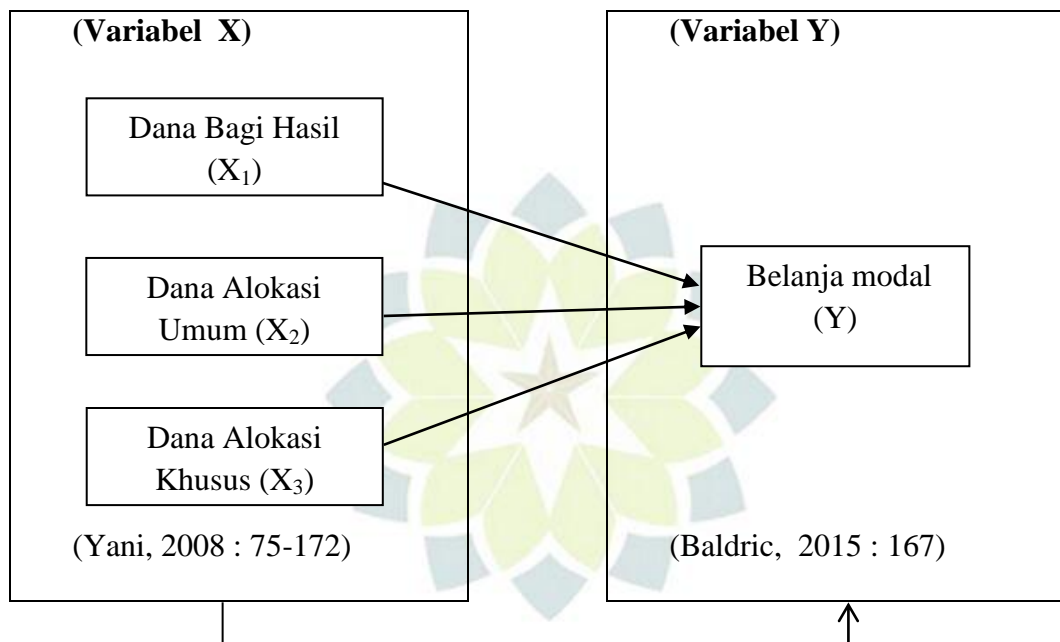 (Variabel X)
Dana Bagi Hasil
(X₁)
Dana Alokasi
Umum (X₂)
Dana Alokasi
Khusus (X₃)
(Yani, 2008 : 75-172)
(Variabel Y)
Belanja modal
(Y)
(Baldric, 2015 : 167)